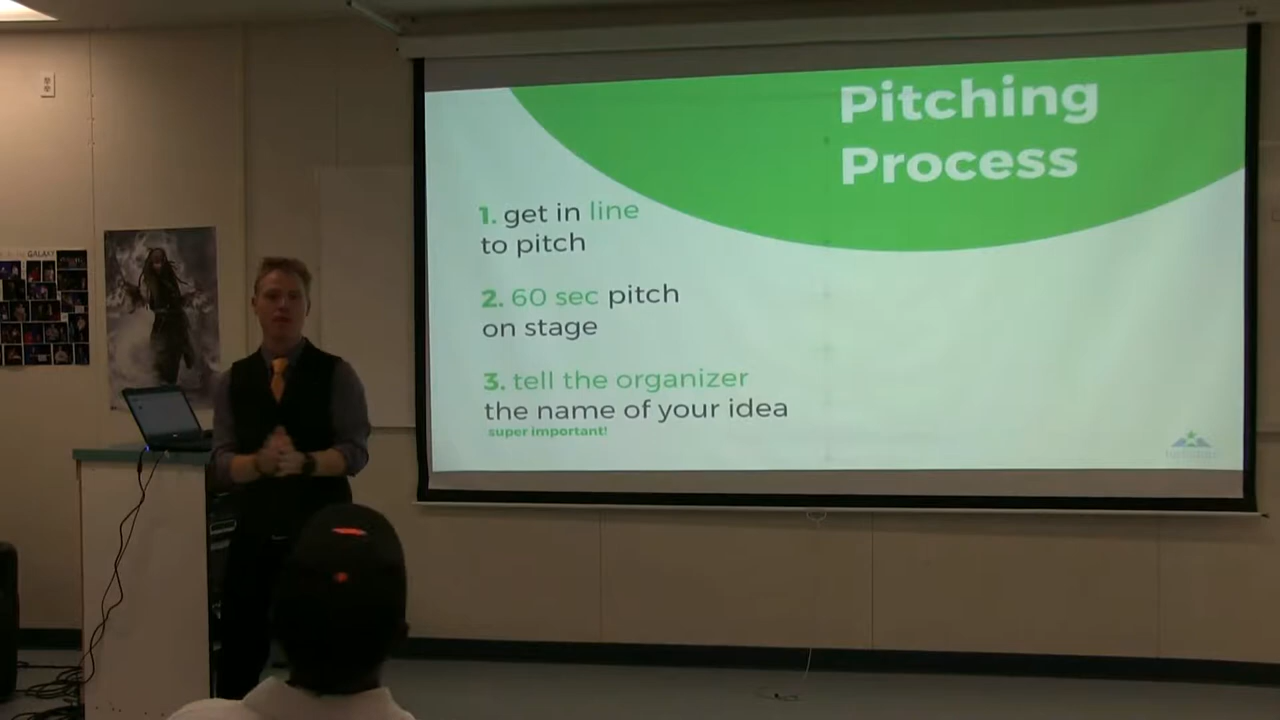 Pitching
Process
1. get in line
to pitch
2. 60 sec pitch
on stage
3. tell the organizer
the name of your idea
super important!
GALAXY